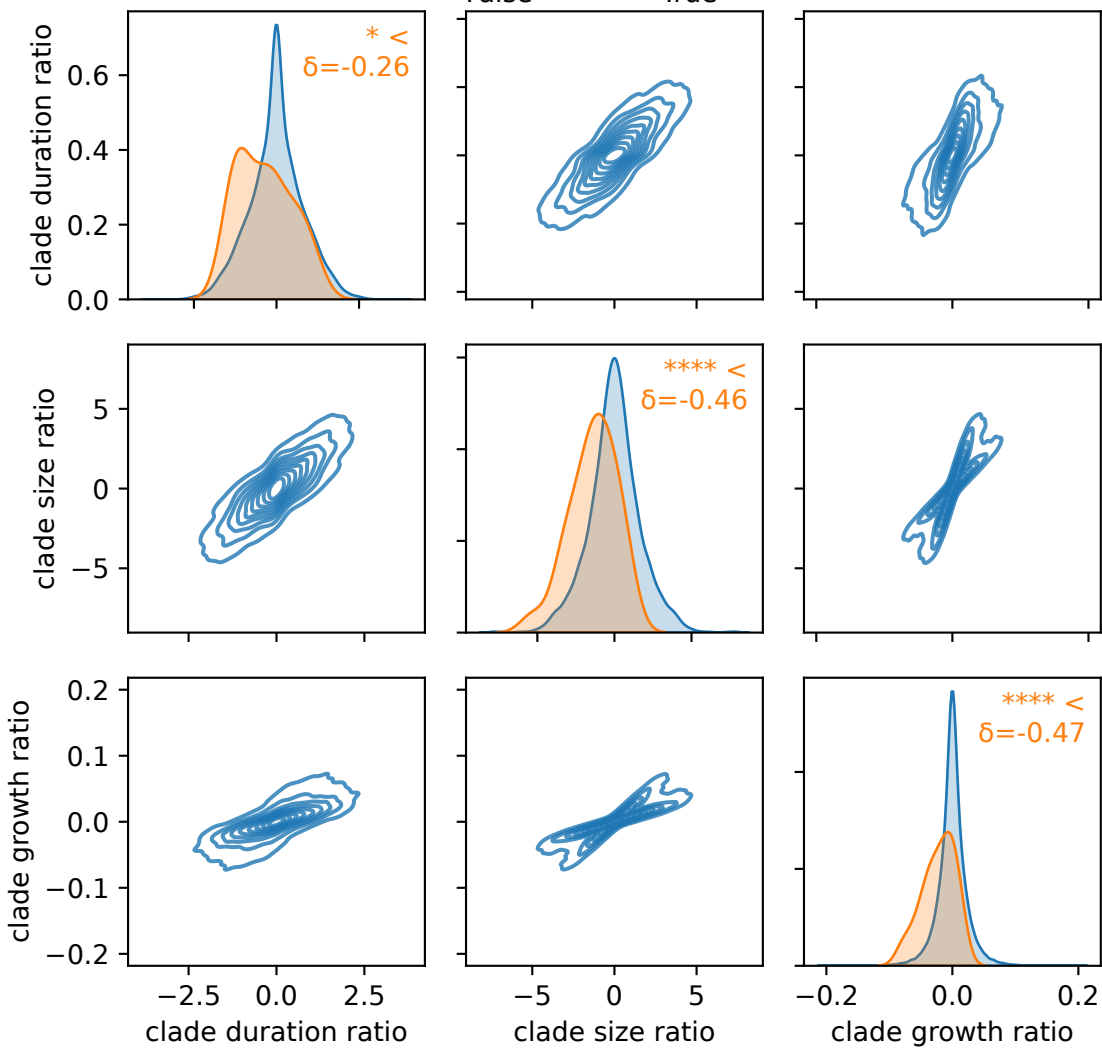 * <
δ=-0.26
clade duration ratio
0.6
0.4
0.2
0.0
**** <
δ=-0.46
clade size ratio
5
0
−5
**** <
δ=-0.47
clade growth ratio
0.2
0.1
0.0
−0.1
−0.2
−2.5 0.0 2.5 −5 0 5 −0.2 0.0 0.2
clade duration ratio clade size ratio clade growth ratio